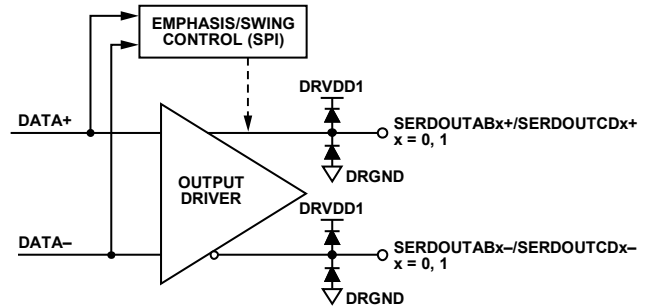 EMPHASIS/SWING
CONTROL (SPI)
DRVDD1
DATA+
SERDOUTABx+/SERDOUTCDx+
x = 0, 1
DRGND
OUTPUT
DRIVER
DRVDD1
DATA–
SERDOUTABx–/SERDOUTCDx–
x = 0, 1
DRGND